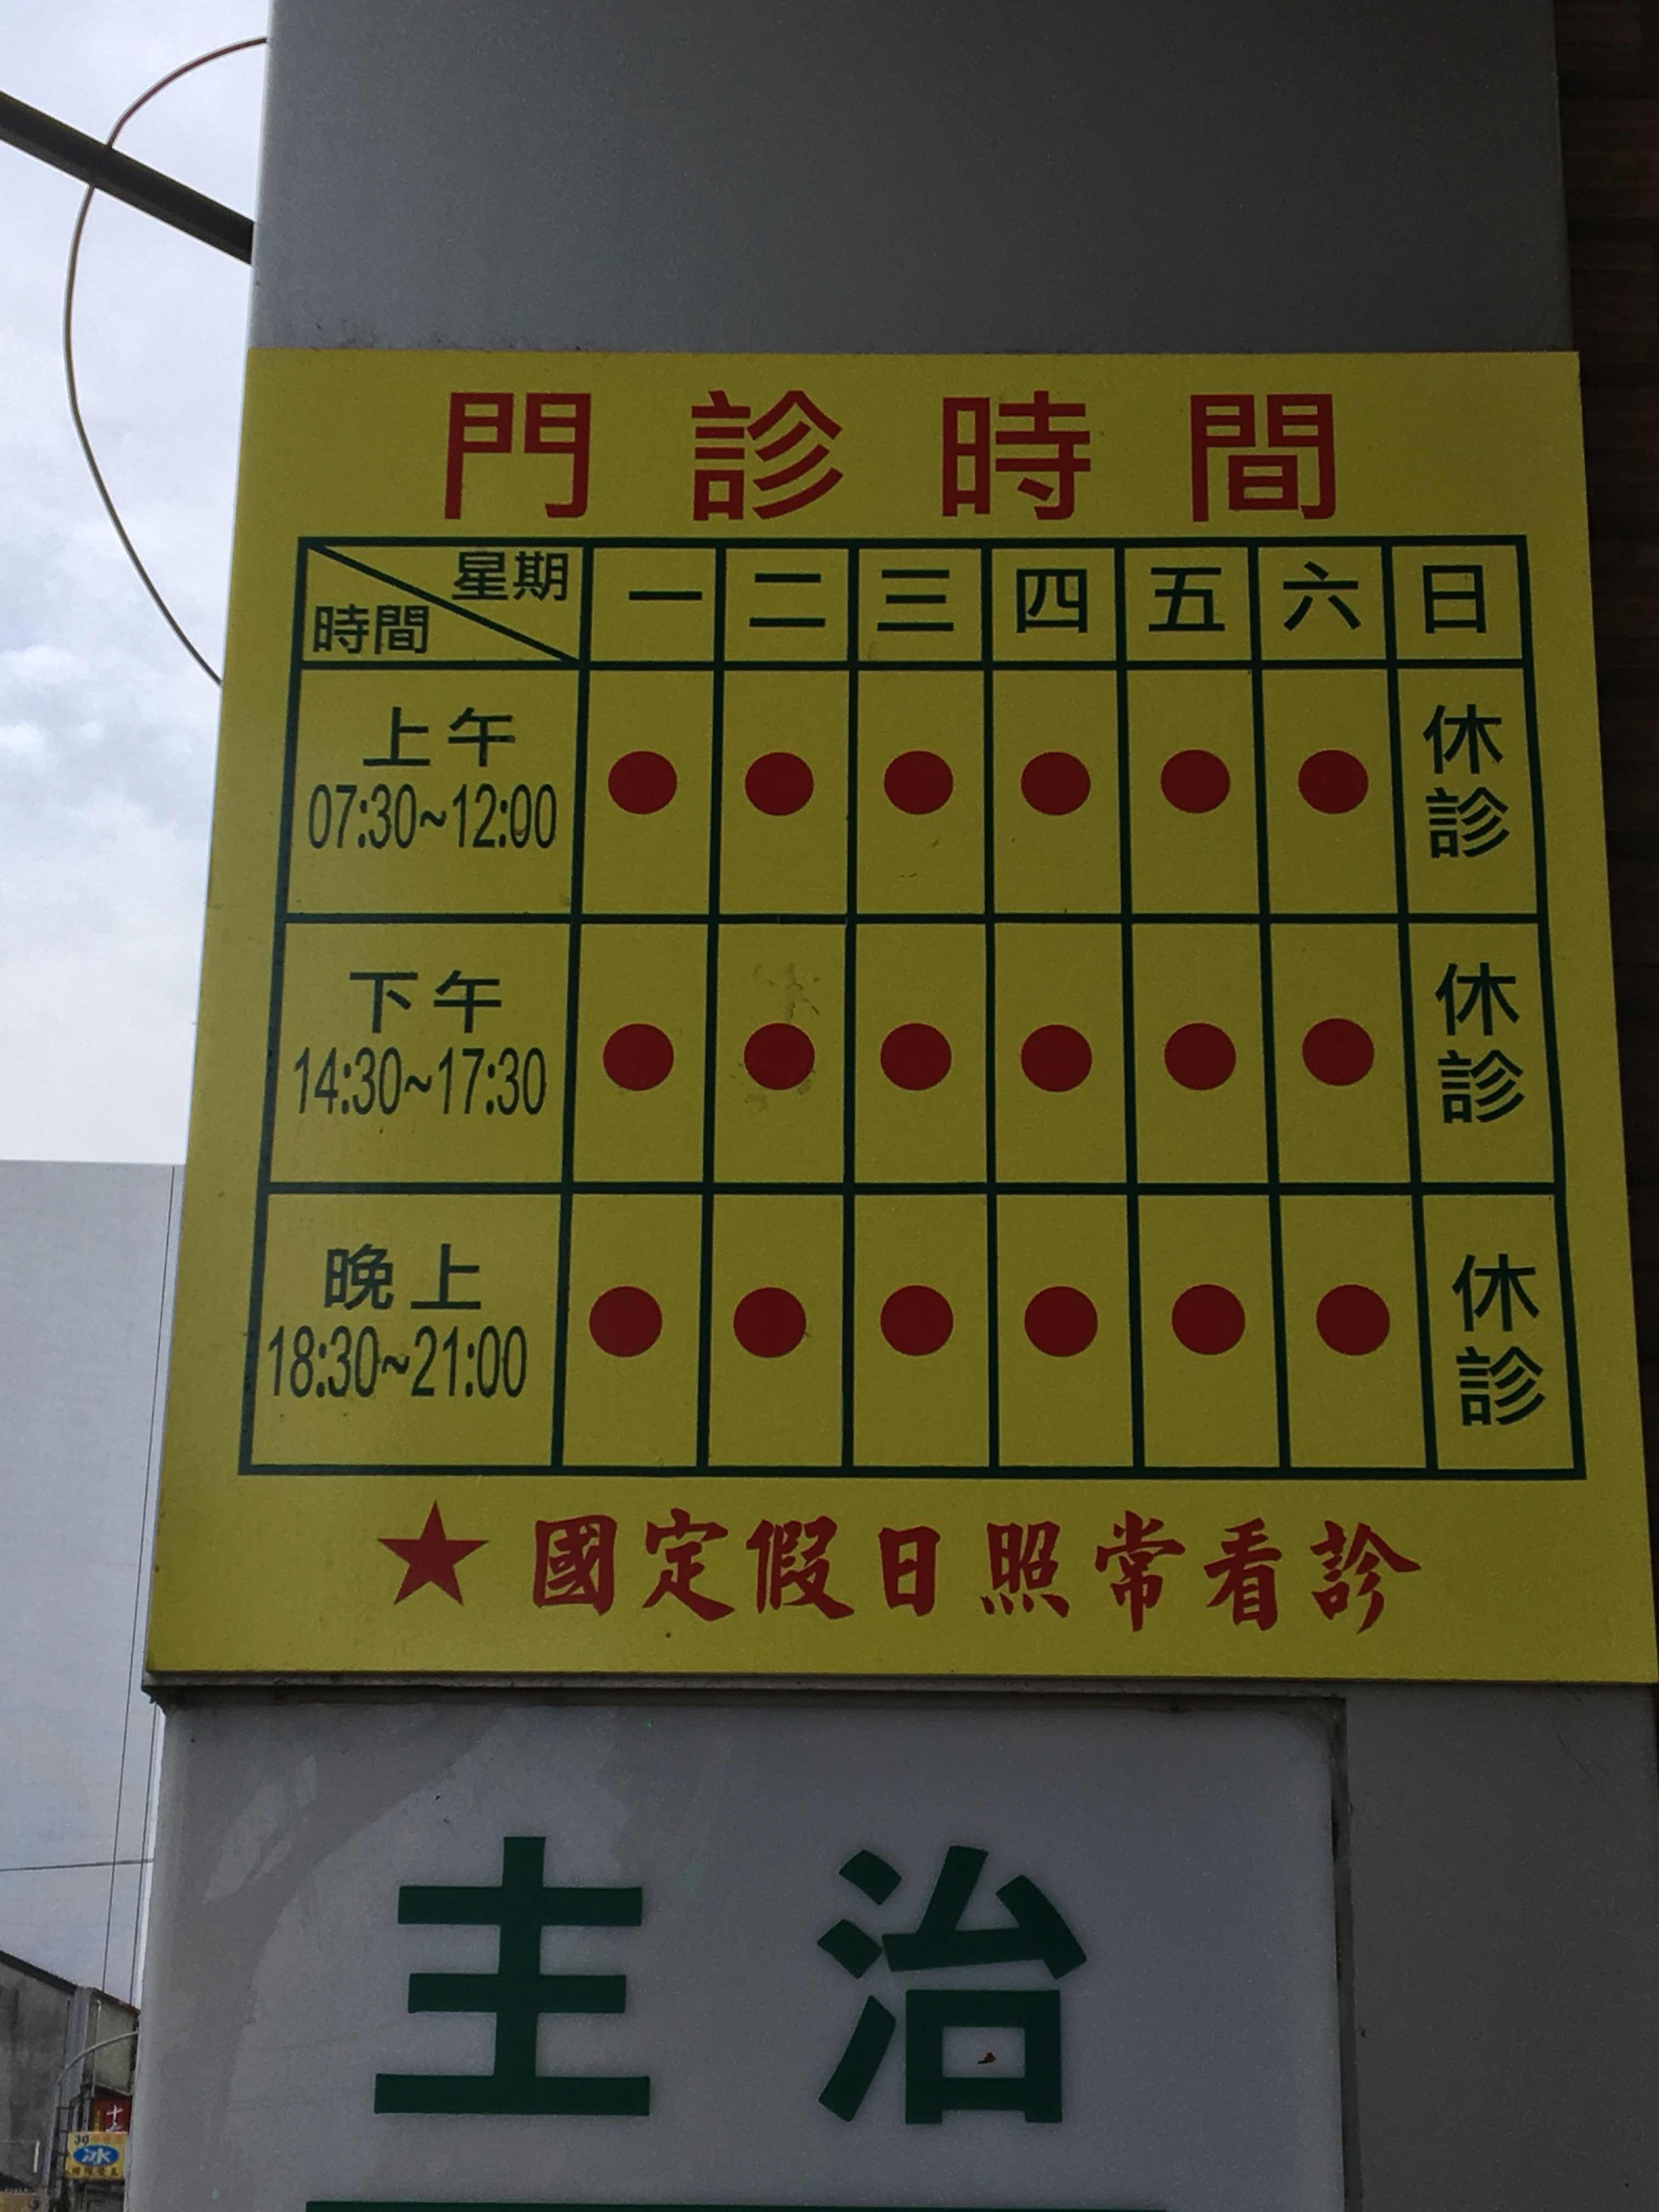 門診時間
星期 一 二 三 四 五 六 日
時間
上午
07:30~12:00 ● ● ● ● ● ● 休診
下午
14:30~17:30 ● ● ● ● ● ● 休診
晚上
18:30~21:00 ● ● ● ● ● ● 休診
★國定假日照常看診
主治
30
冰